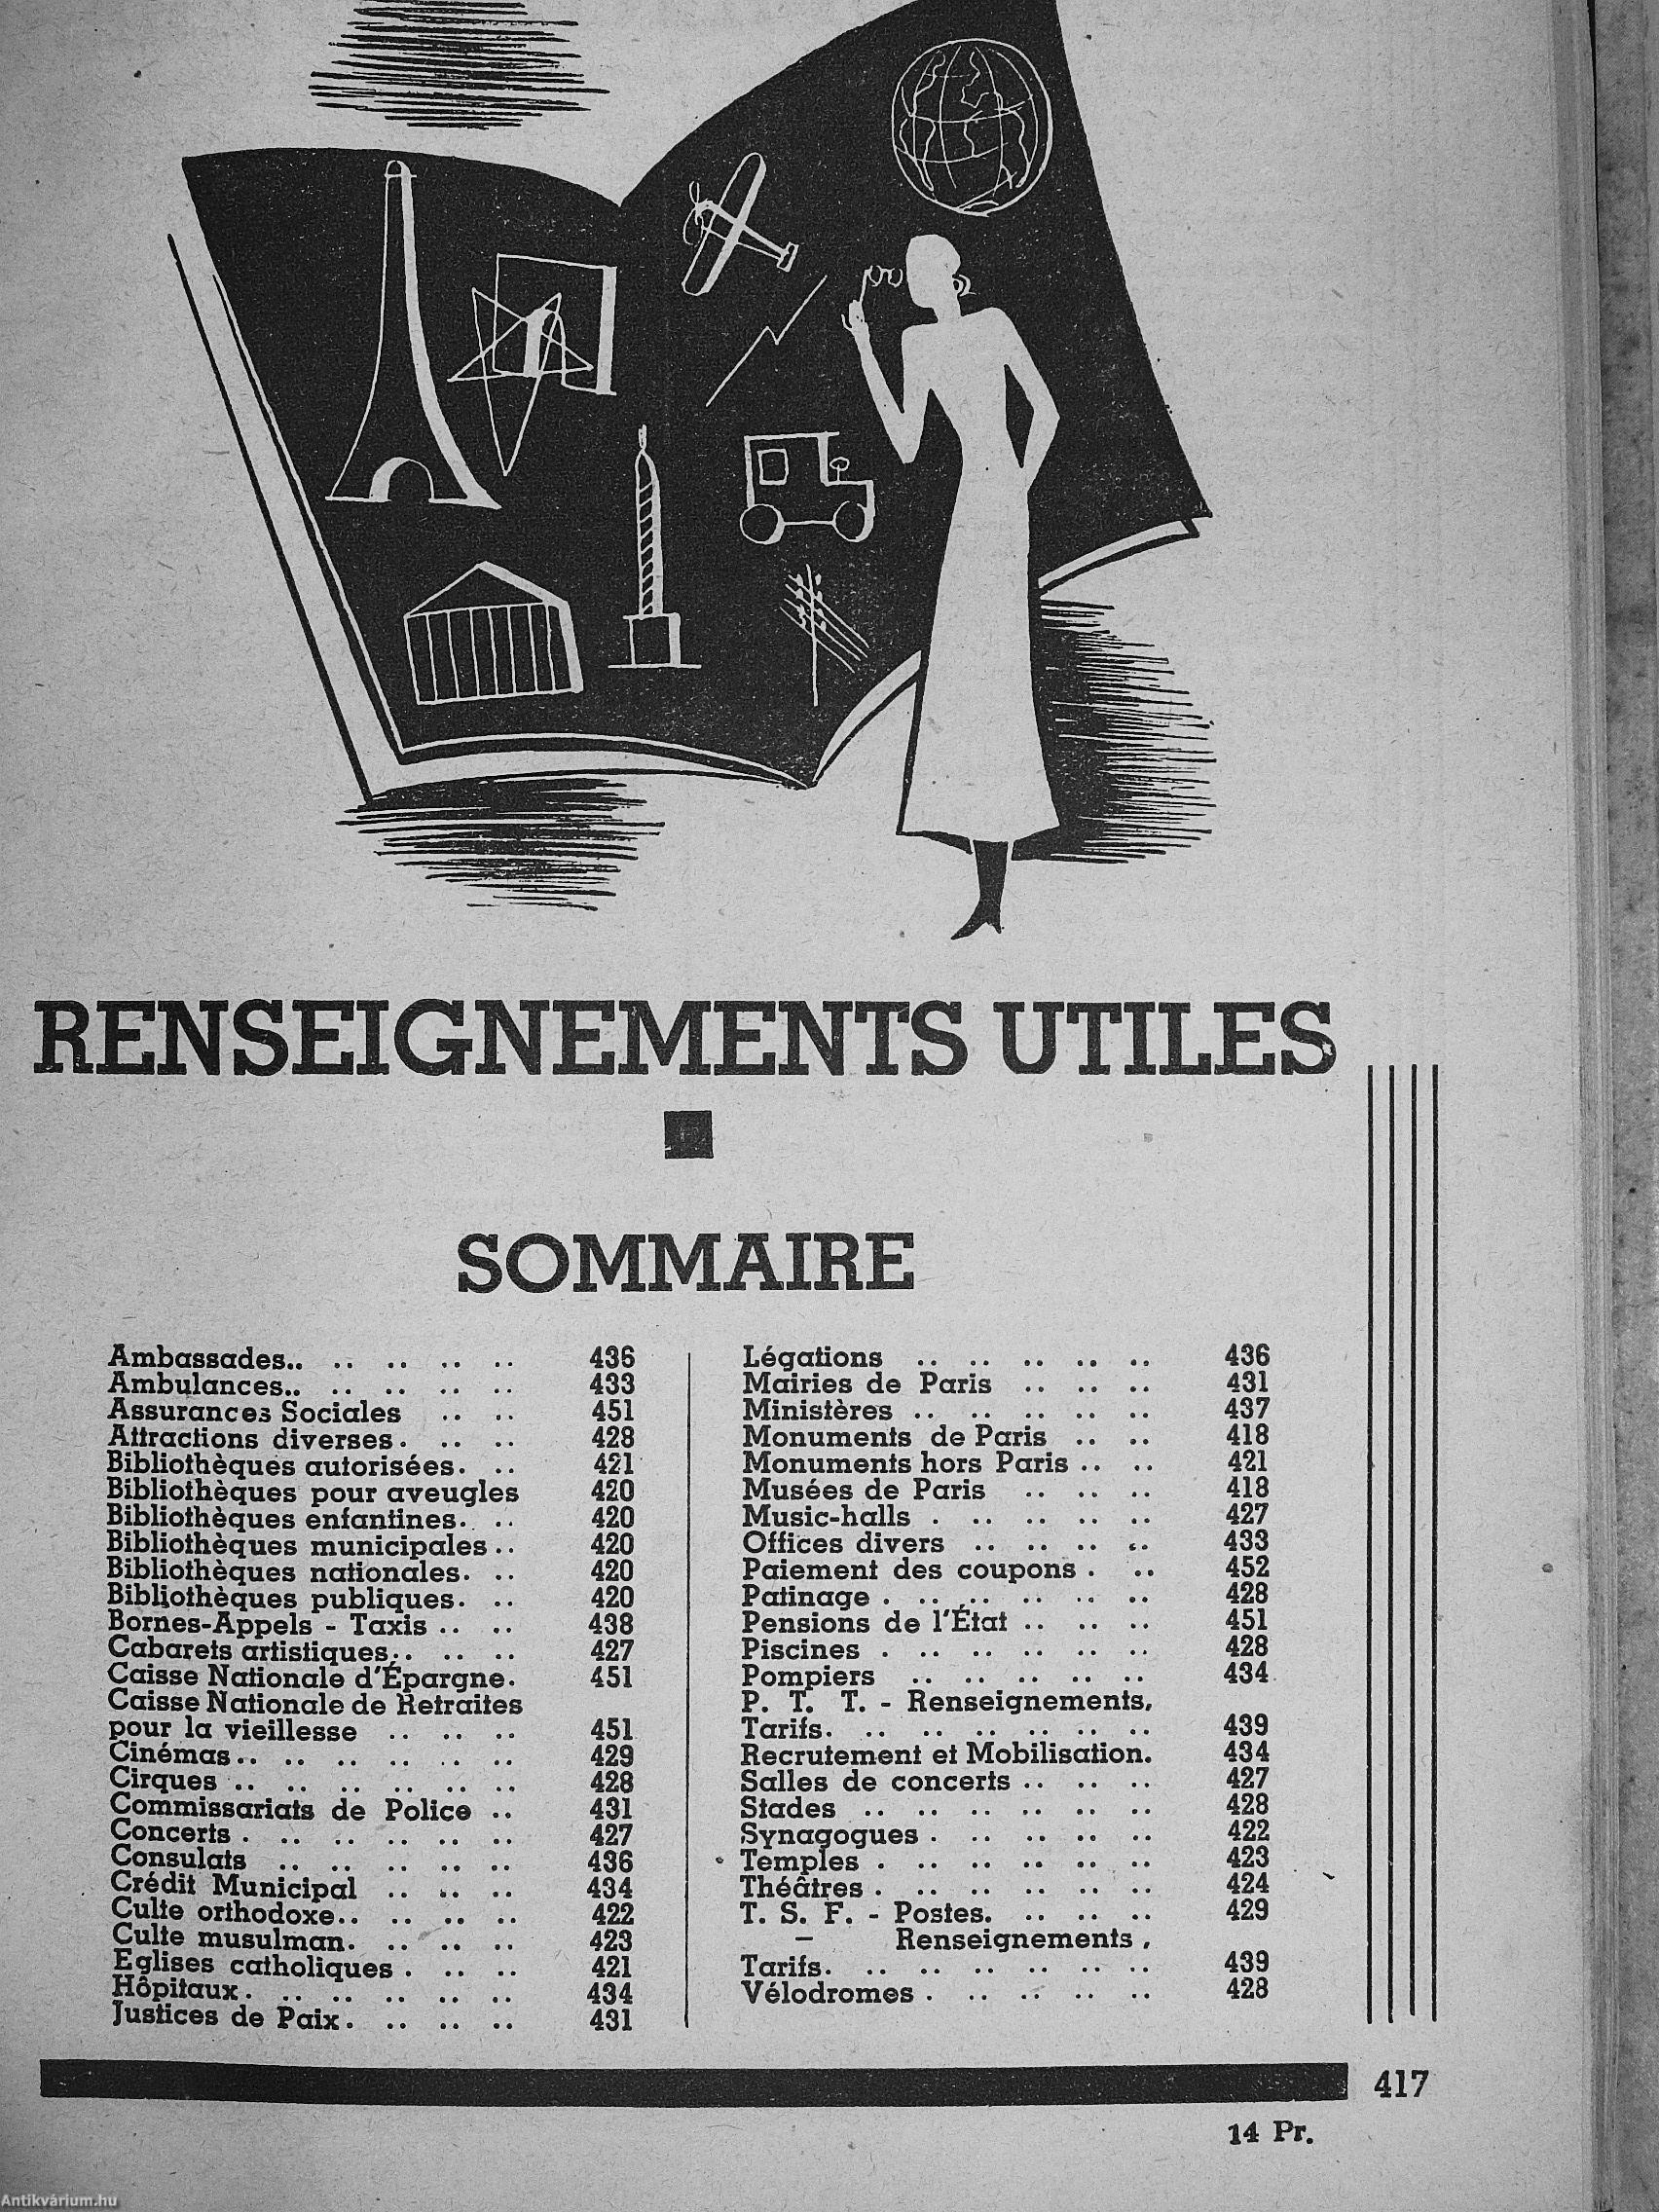 RENSEIGNEMENTS UTILES
SOMMAIRE
Ambassades.. .. .. .. .. 436
Ambulances.. .. .. .. .. 433
Assurances Sociales .. .. 451
Attractions diverses. .. .. 428
Bibliothèques autorisées. .. 421
Bibliothèques pour aveugles 420
Bibliothèques enfantines. .. 420
Bibliothèques municipales.. 420
Bibliothèques nationales. .. 420
Bibliothèques publiques. .. 420
Bornes-Appels - Taxis .. .. 438
Cabarets artistiques.. .. .. 427
Caisse Nationale d'Épargne. 451
Caisse Nationale de Retraites
pour la vieillesse .. .. .. 451
Cinémas.. .. .. .. .. .. 429
Cirques .. .. .. .. .. .. 428
Commissariats de Police .. 431
Concerts. .. .. .. .. .. 427
Consulats .. .. .. .. .. 436
Crédit Municipal .. .. .. 434
Culte orthodoxe.. .. .. .. 422
Culte musulman. .. .. .. 423
Eglises catholiques . .. .. 421
Hôpitaux. .. .. .. .. .. 434
Justices de Paix. .. .. .. 431
Légations .. .. .. .. .. 436
Mairies de Paris .. .. .. 431
Ministères .. .. .. .. .. 437
Monuments de Paris .. .. 418
Monuments hors Paris .. .. 421
Musées de Paris .. .. .. 418
Music-halls . .. .. .. .. 427
Offices divers .. .. .. .. 433
Paiement des coupons . .. 452
Patinage . .. .. .. .. .. 428
Pensions de l'État .. .. .. 451
Piscines . .. .. .. .. .. 428
Pompiers .. .. .. .. .. 434
P. T. T. - Renseignements,
Tarifs. .. .. .. .. .. .. 439
Recrutement et Mobilisation. 434
Salles de concerts .. .. .. 427
Stades .. .. .. .. .. .. 428
Synagogues . .. .. .. .. 422
Temples . .. .. .. .. .. 423
Théâtres . .. .. .. .. .. 424
T. S. F. - Postes. .. .. .. 429
– Renseignements,
Tarifs. .. .. .. .. .. .. 439
Vélodromes . .. .. .. .. 428
417
14 Pr.
Antikvárium.hu